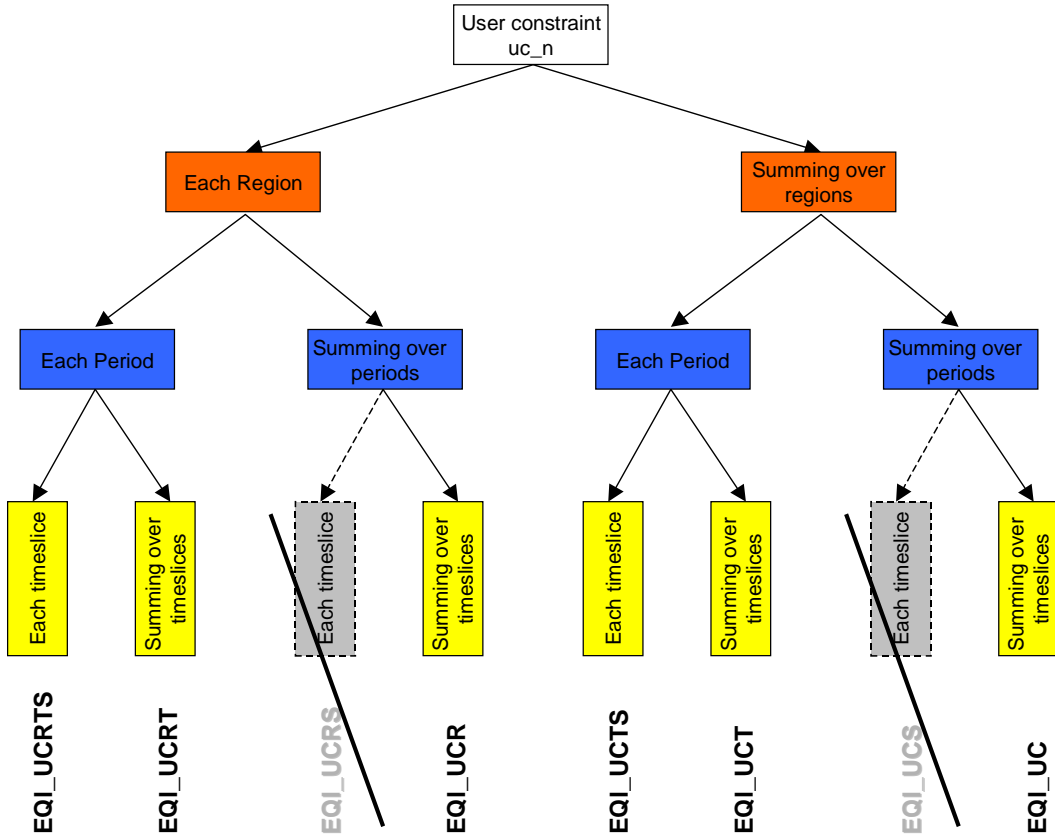 User constraint
uc_n
Each Region
Summing over
regions
Each Period
Summing over
periods
Each Period
Summing over
periods
Each timeslice
Summing over
timeslices
Each timeslice
Summing over
timeslices
Each timeslice
Summing over
timeslices
Each timeslice
Summing over
timeslices
EQI_UCRTS
EQI_UCRT
EQI_UCRS
EQI_UCR
EQI_UCTS
EQI_UCT
EQI_UCS
EQI_UC